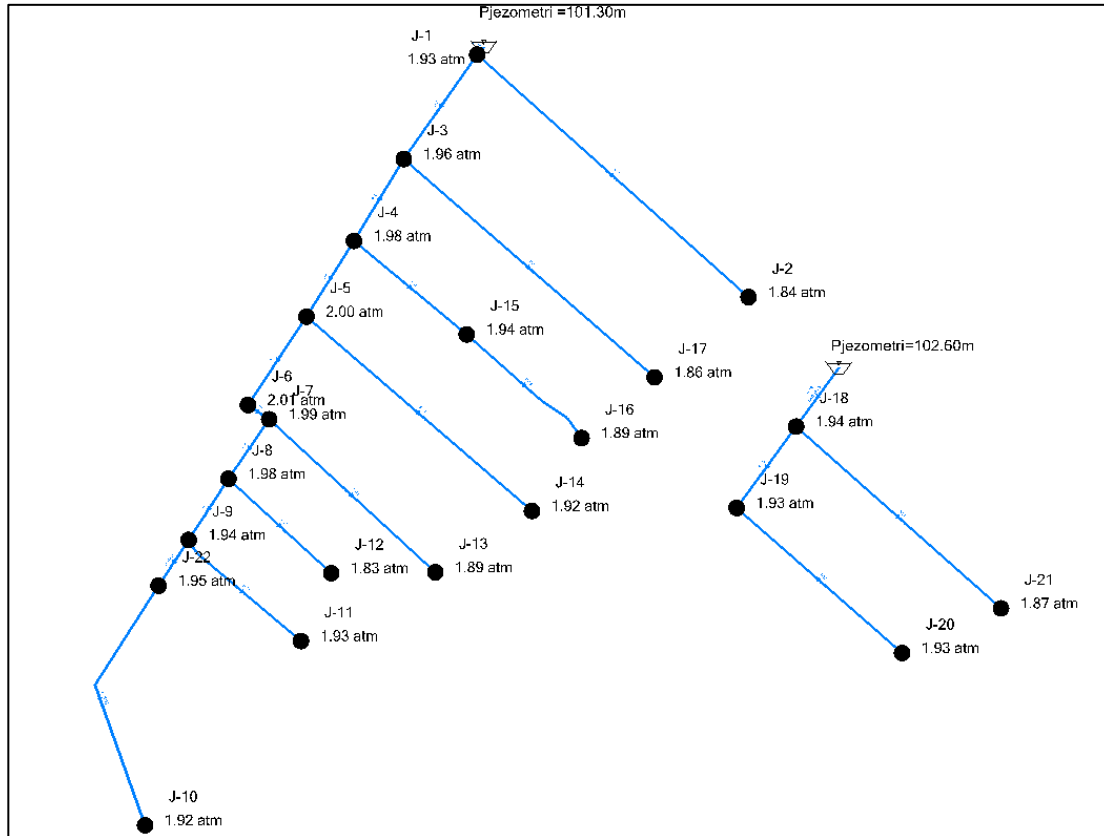 Pjezometri =101.30m
J-1
1.93 atm
J-3
1.96 atm
J-4
1.98 atm
J-2
1.84 atm
J-5
2.00 atm
J-15
1.94 atm
J-17
1.86 atm
Pjezometri=102.60m
J-6
2.01 atm
J-7
1.99 atm
J-16
1.89 atm
J-18
1.94 atm
J-8
1.98 atm
J-14
1.92 atm
J-19
1.93 atm
J-9
1.94 atm
J-12
1.83 atm
J-13
1.89 atm
J-22
1.95 atm
J-21
1.87 atm
J-11
1.93 atm
J-20
1.93 atm
J-10
1.92 atm